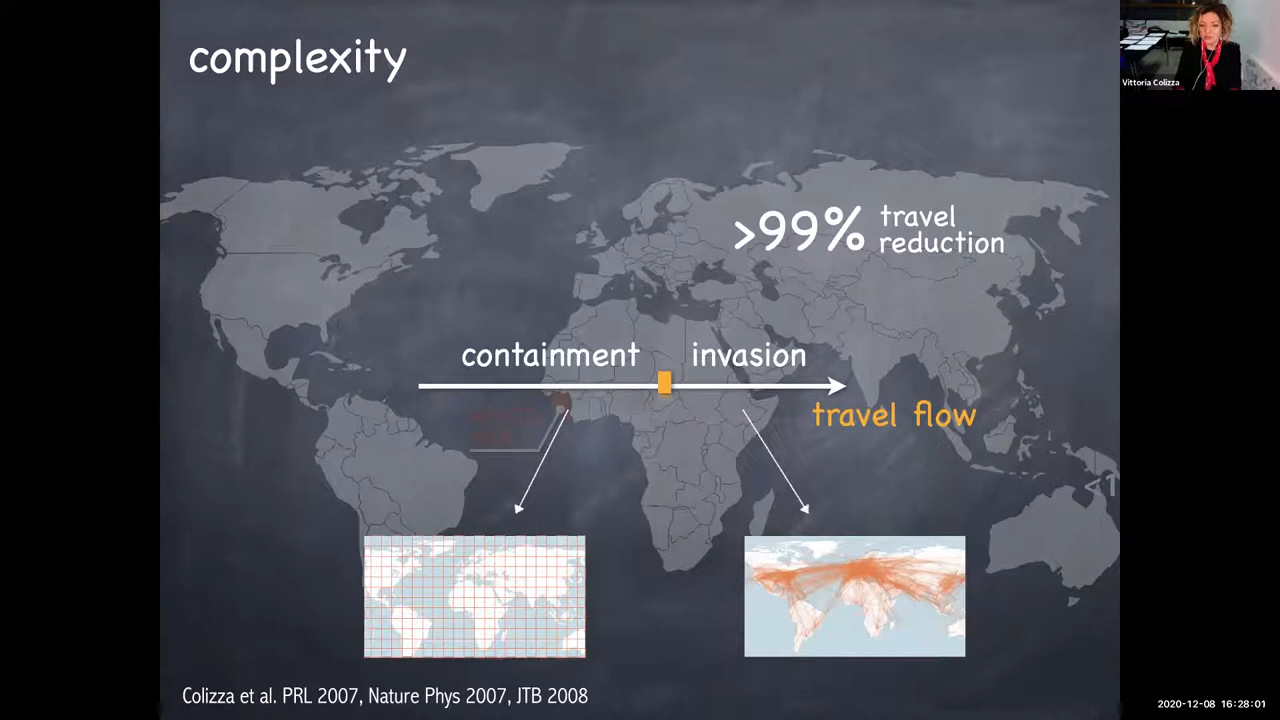 complexity
Vittoria Colizza
>99% travel reduction
containment
invasion
travel flow
<1
Colizza et al. PRL 2007, Nature Phys 2007, JTB 2008
2020-12-08 16:28:01